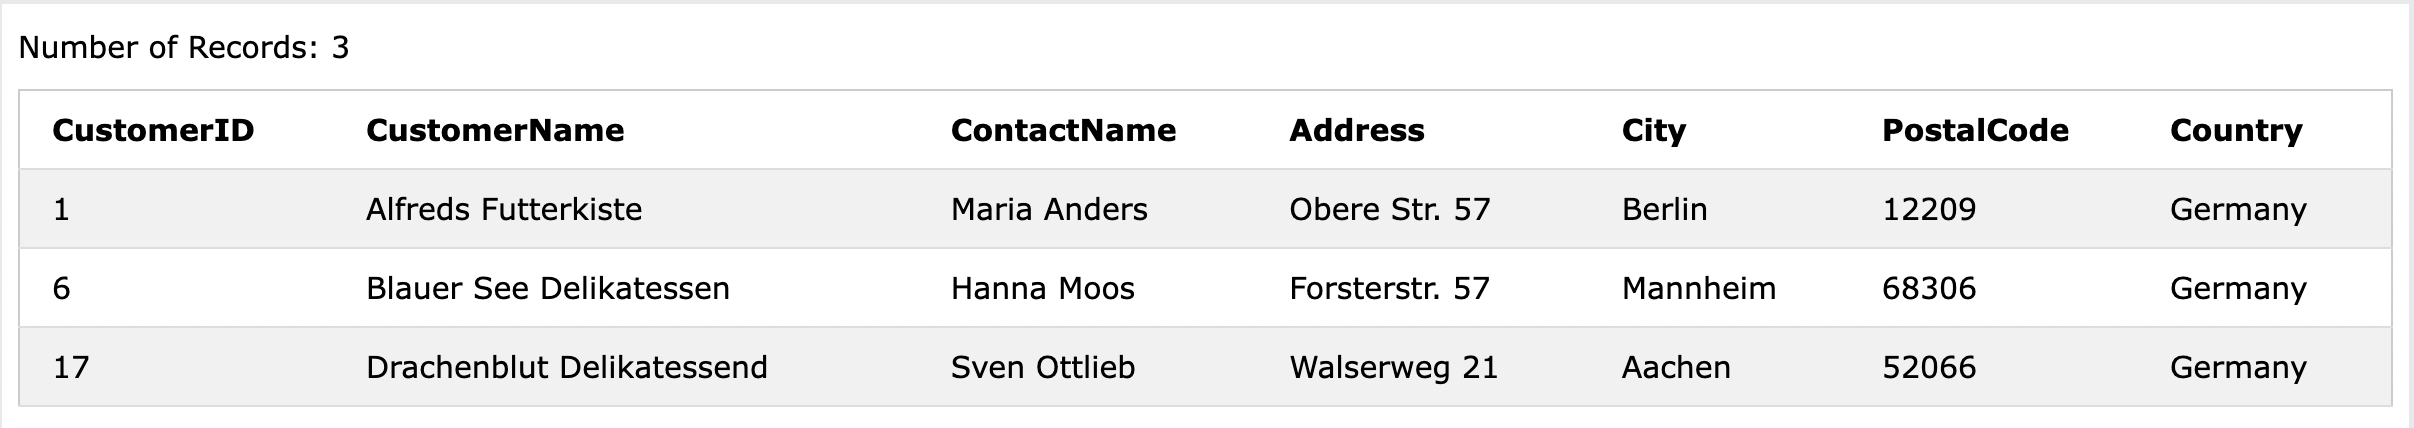 Number of Records: 3
CustomerID CustomerName ContactName Address City PostalCode Country
1 Alfreds Futterkiste Maria Anders Obere Str. 57 Berlin 12209 Germany
6 Blauer See Delikatessen Hanna Moos Forsterstr. 57 Mannheim 68306 Germany
17 Drachenblut Delikatessend Sven Ottlieb Walserweg 21 Aachen 52066 Germany